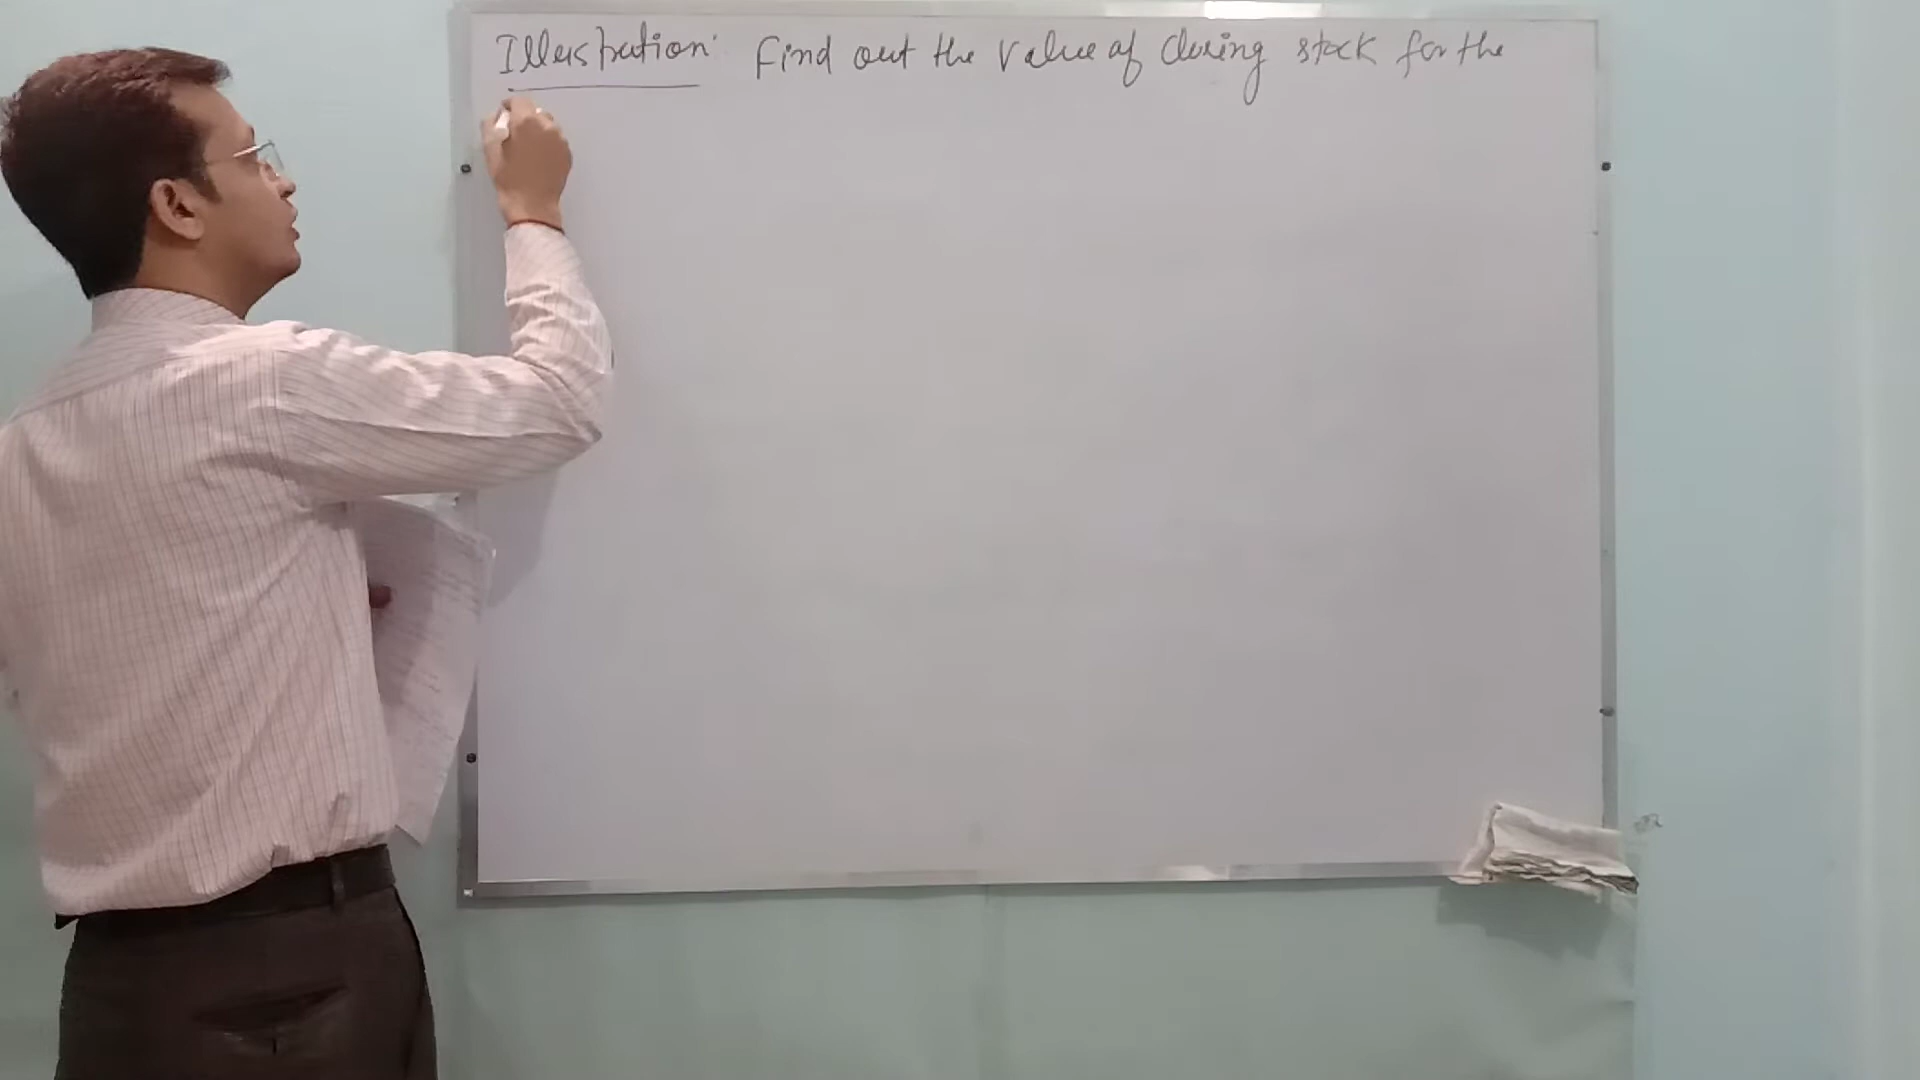 Illustration: Find out the value of closing stock for the